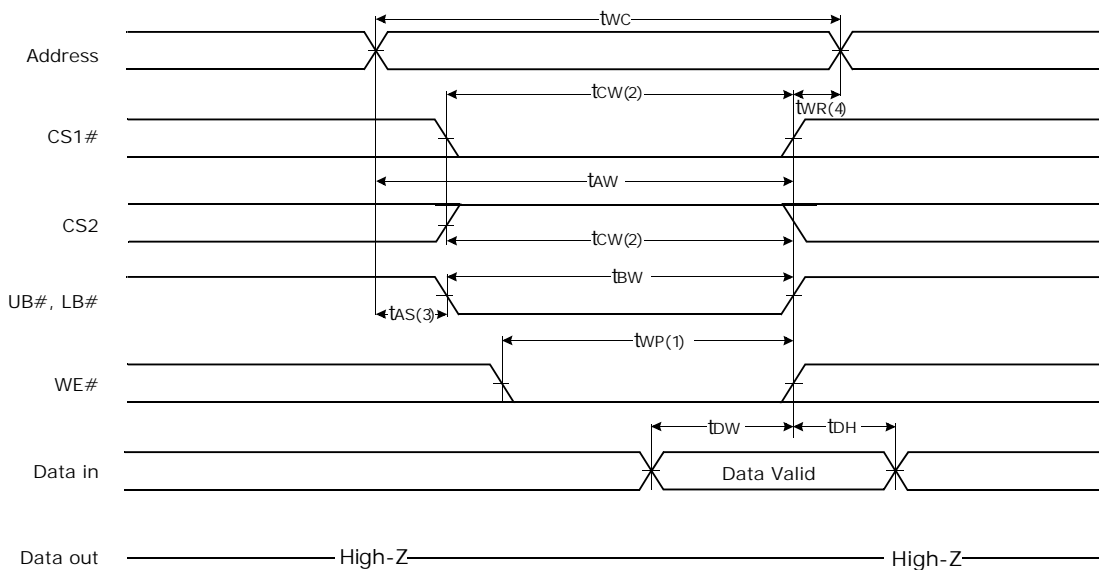 tWC
Address
tCW(2)
tWR(4)
CS1#
tAW
CS2
tCW(2)
tBW
UB#, LB#
tAS(3)
tWP(1)
WE#
tDW
tDH
Data in
Data Valid
Data out
High-Z
High-Z